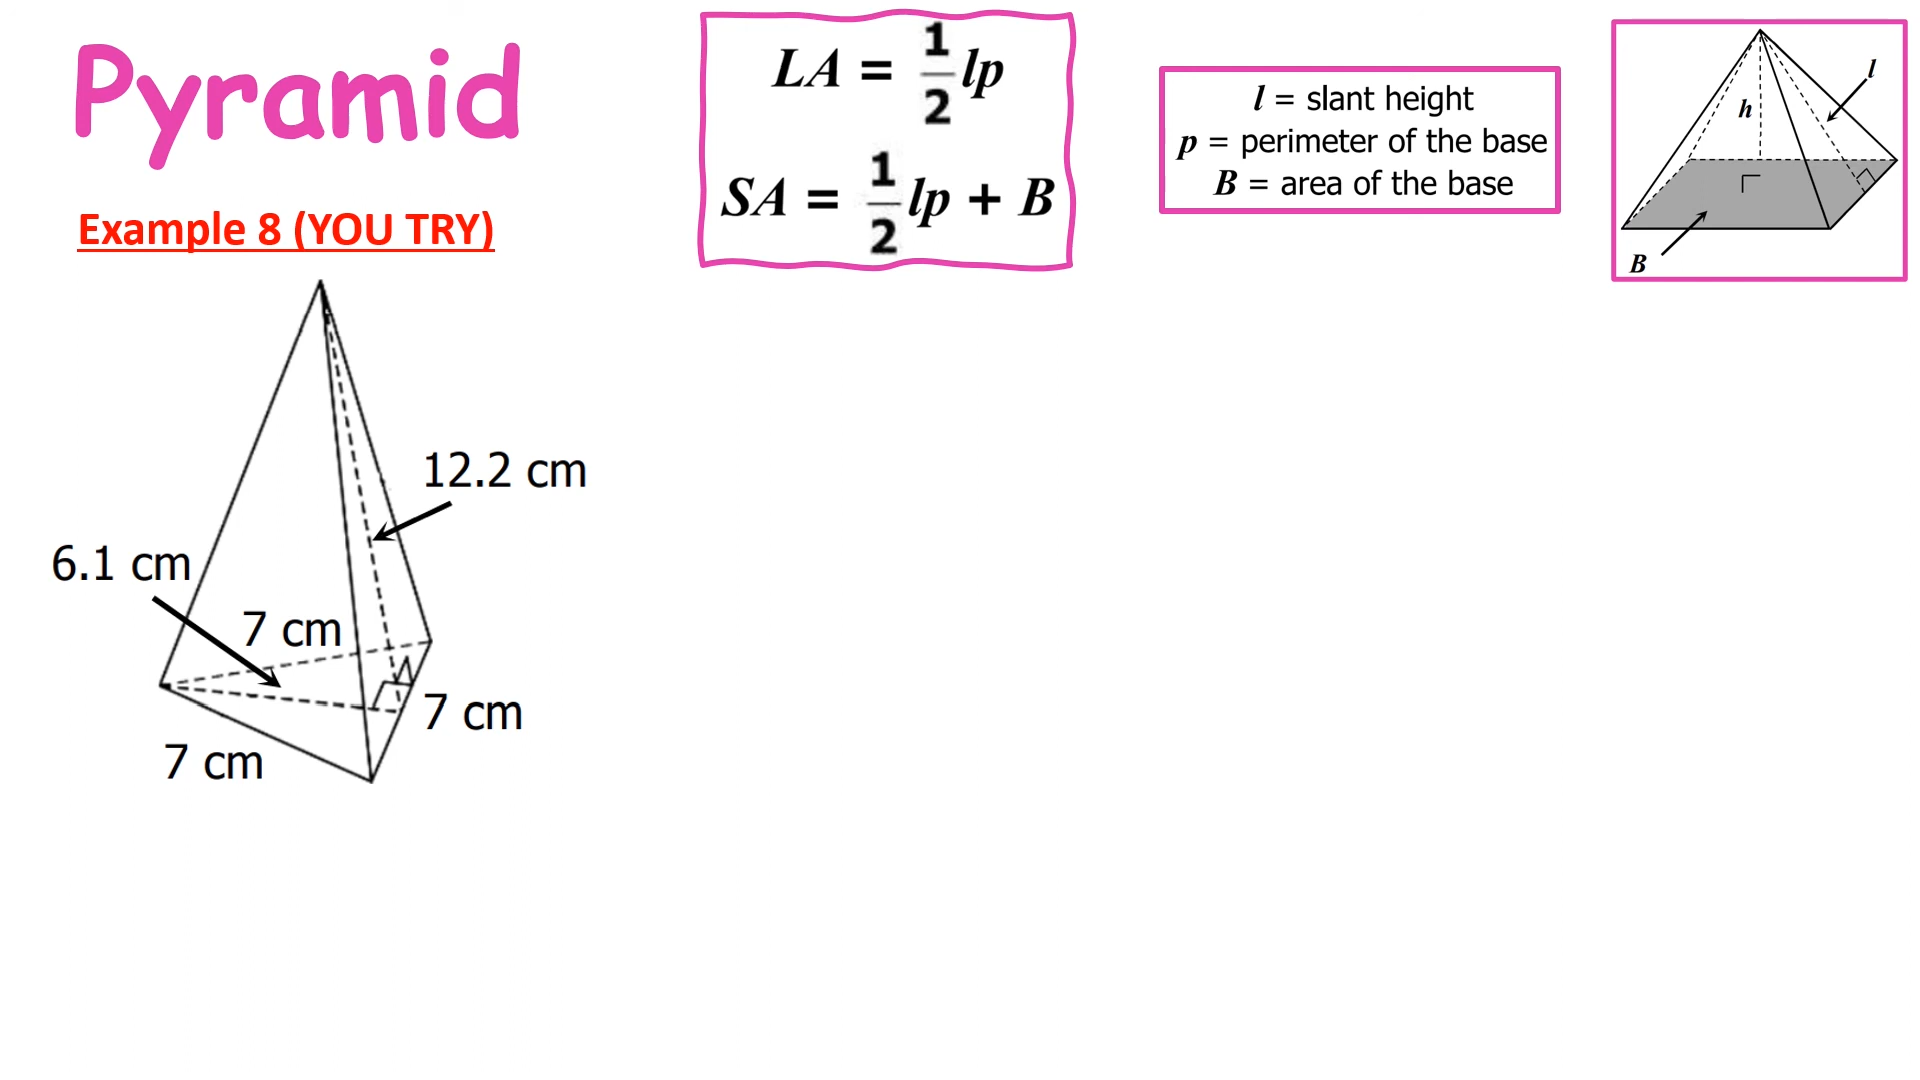 Pyramid
Example 8 (YOU TRY)
LA = 1/2 lp
SA = 1/2 lp + B
l = slant height
p = perimeter of the base
B = area of the base
l
h
B
12.2 cm
6.1 cm
7 cm
7 cm
7 cm